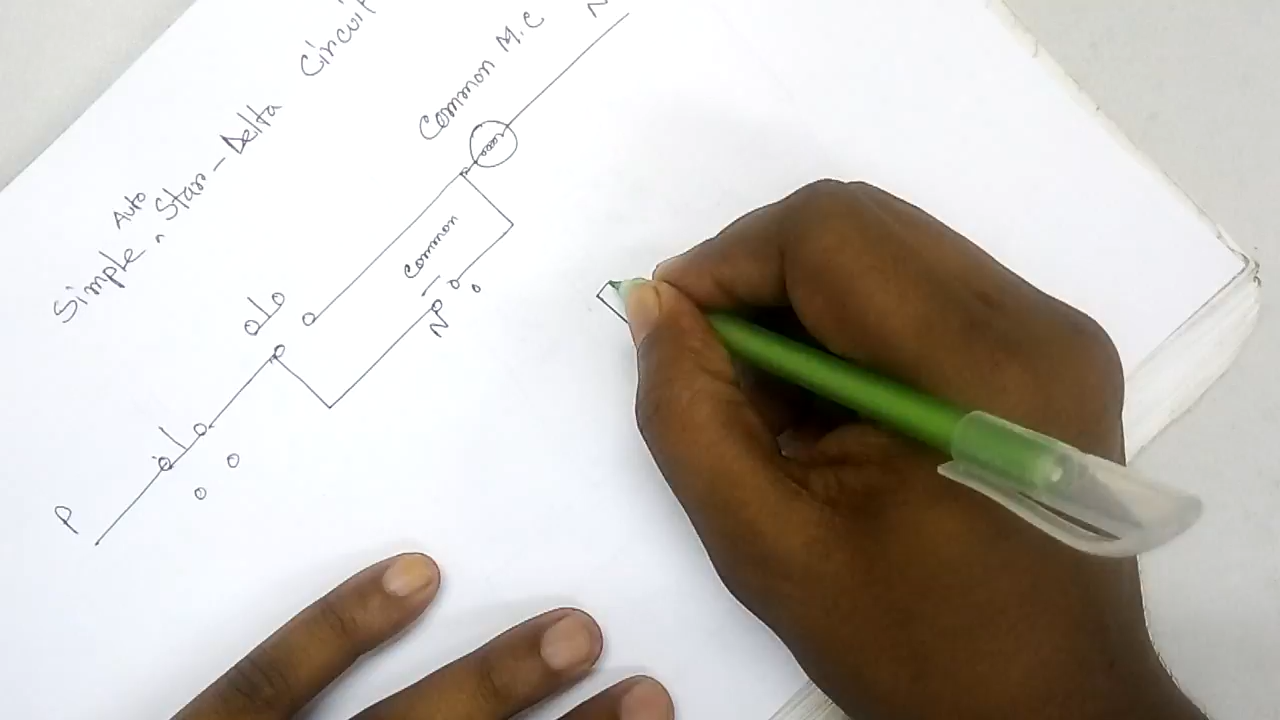 Simple Auto Star-Delta Circuit
Common M.C
N
Common
NO
P